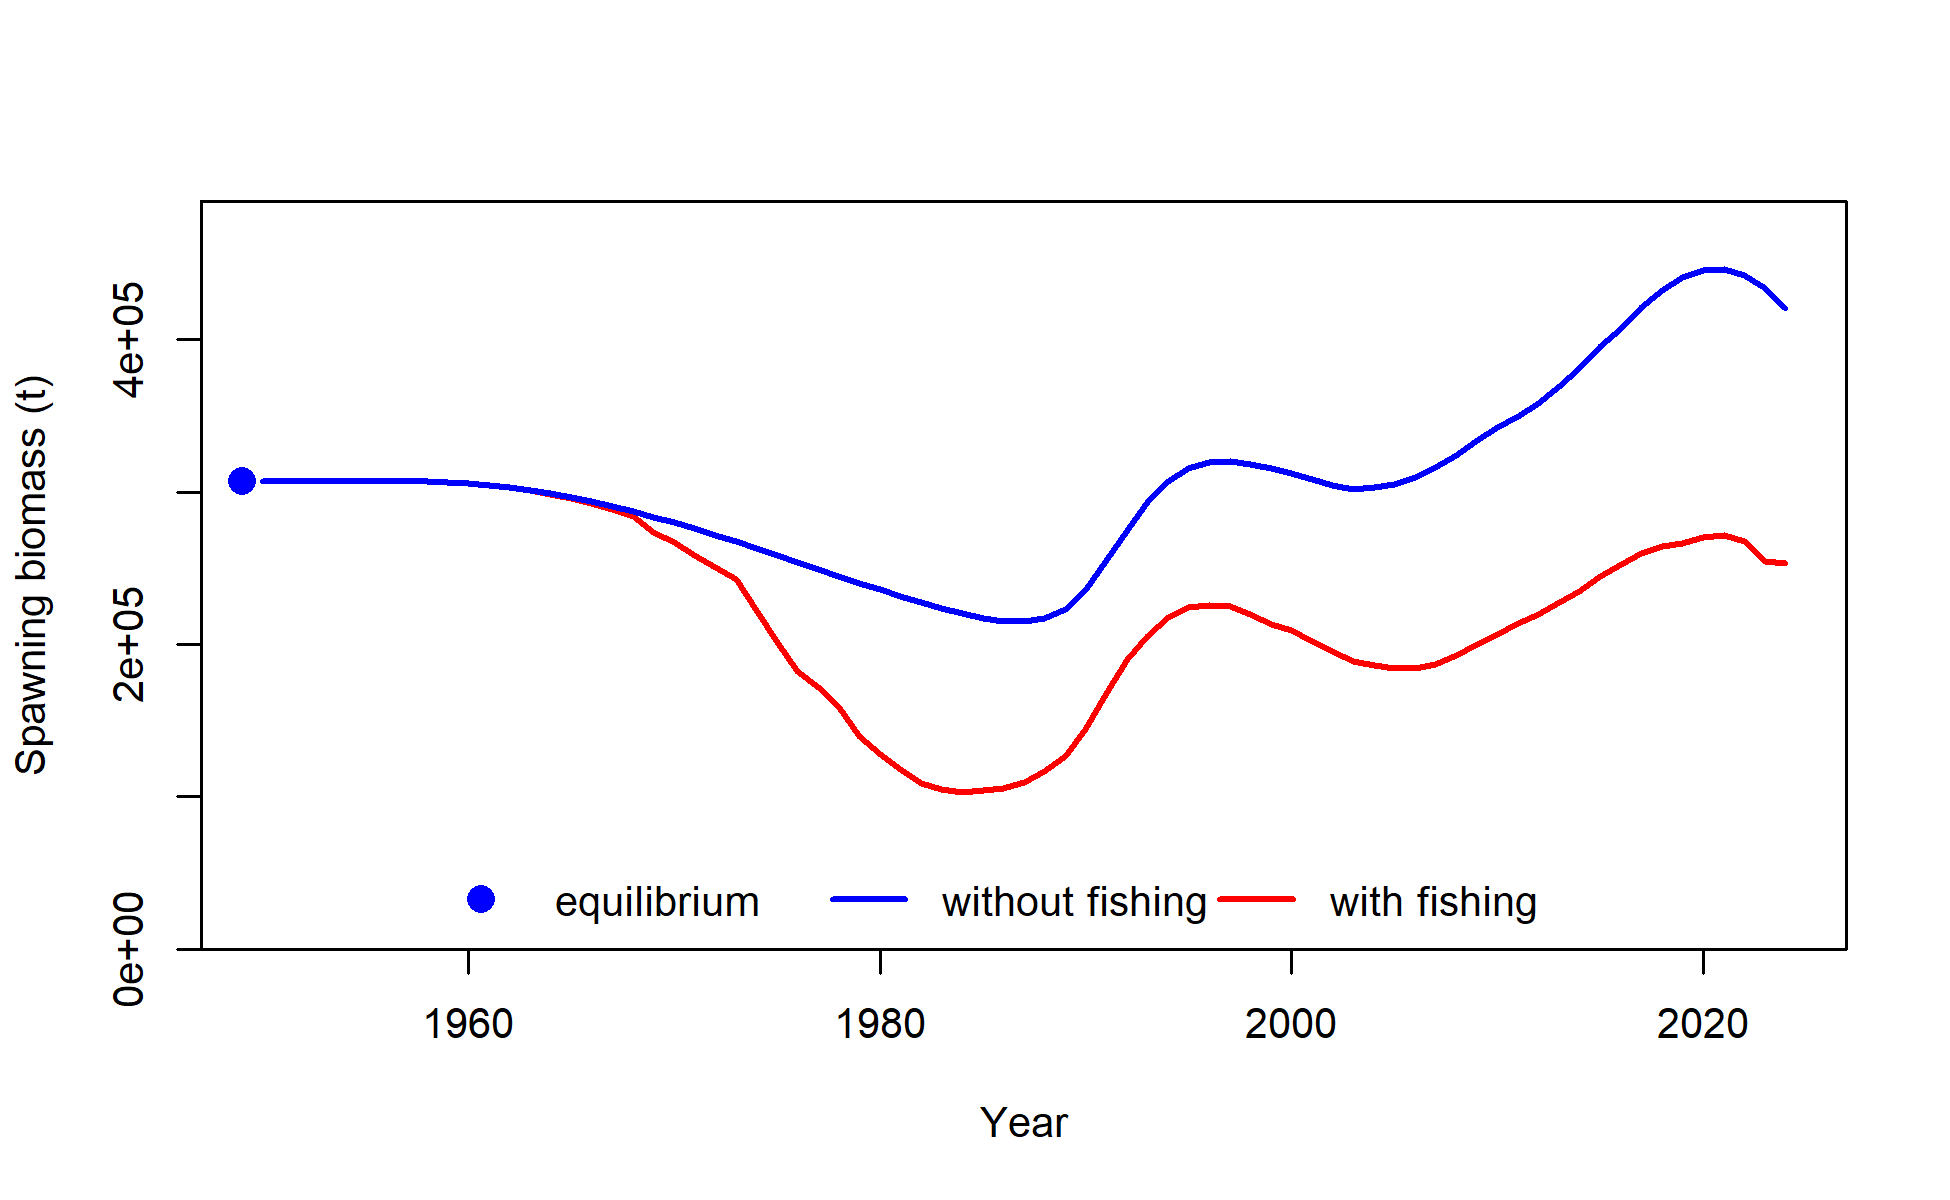 Spawning biomass (t)
4e+05
2e+05
0e+00
equilibrium without fishing with fishing
1960 1980 2000 2020
Year